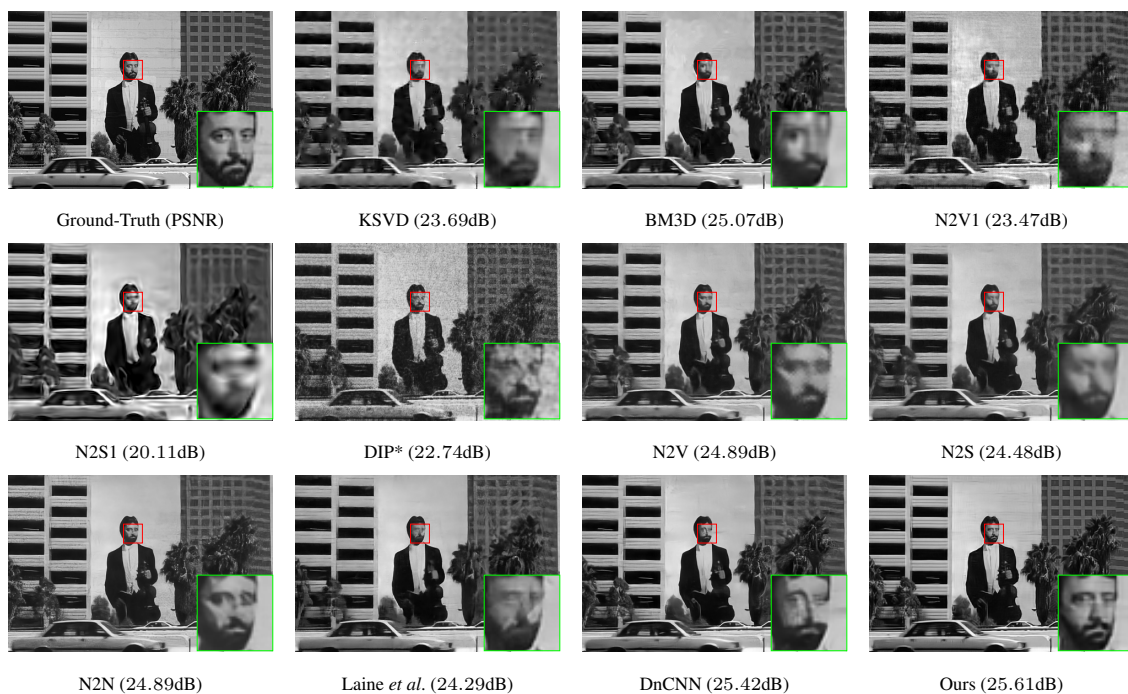 Ground-Truth (PSNR)
KSVD (23.69dB)
BM3D (25.07dB)
N2V1 (23.47dB)
N2S1 (20.11dB)
DIP* (22.74dB)
N2V (24.89dB)
N2S (24.48dB)
N2N (24.89dB)
Laine et al. (24.29dB)
DnCNN (25.42dB)
Ours (25.61dB)